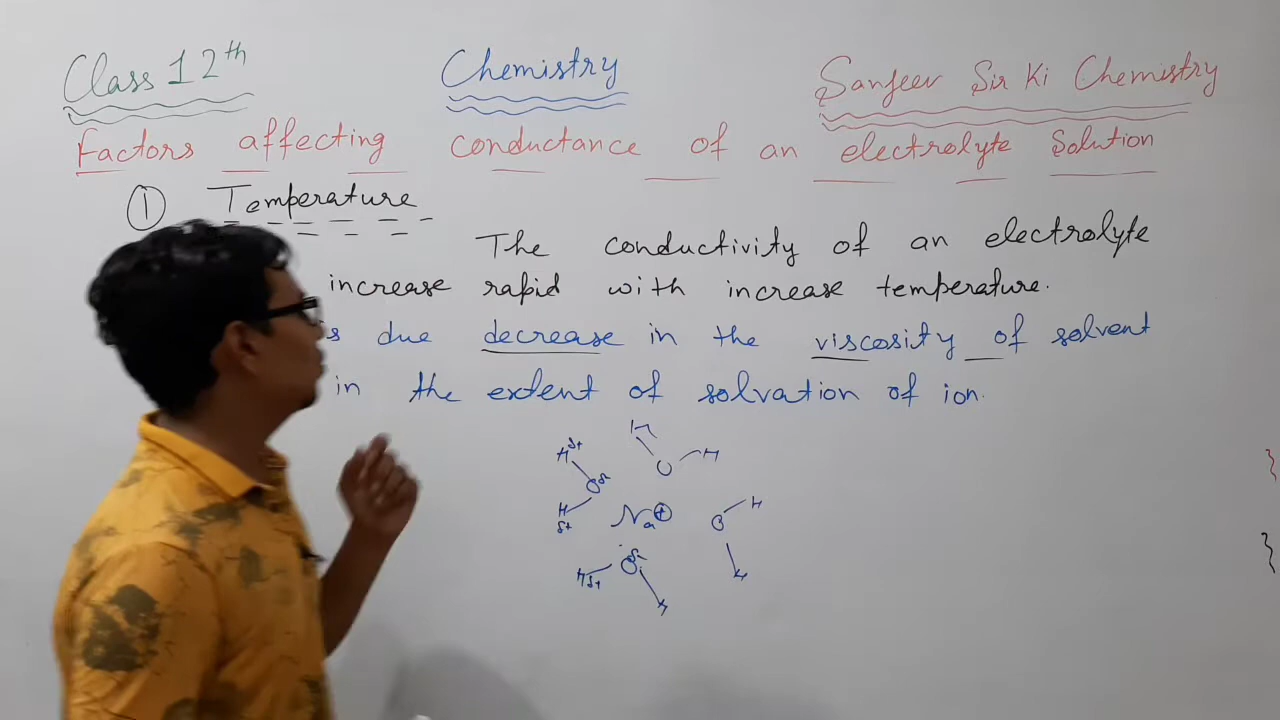 Class 12th Chemistry Sanjeev Sir Ki Chemistry
Factors affecting conductance of an electrolyte Solution
① Temperature
The conductivity of an electrolyte
increase rapid with increase temperature.
due decrease in the viscosity of solvent
in the extent of solvation of ion.
H H
H δ+
O δ-
O
H δ+
Na ⊕
O H
H
H δ+ O δ-
H